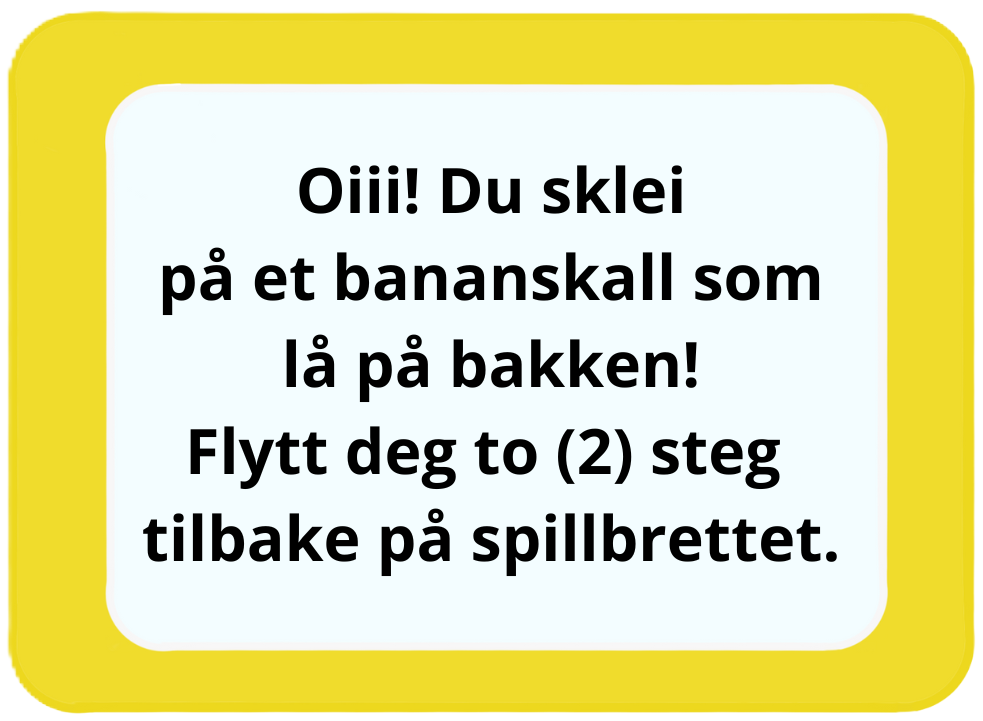 Oiii! Du sklei
på et bananskall som
lå på bakken!
Flytt deg to (2) steg
tilbake på spillbrettet.